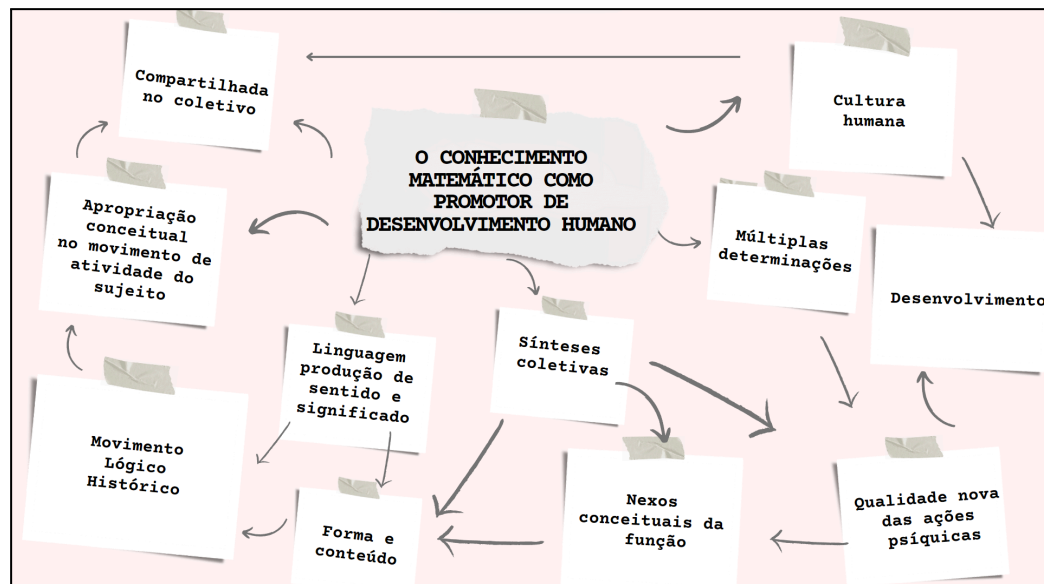 Compartilhada
no coletivo
Cultura
humana
O CONHECIMENTO
MATEMÁTICO COMO
PROMOTOR DE
DESENVOLVIMENTO HUMANO
Apropriação
conceitual
no movimento de
atividade do
sujeito
Múltiplas
determinações
Desenvolvimento
Linguagem
produção de
sentido e
significado
Sínteses
coletivas
Movimento
Lógico
Histórico
Forma e
conteúdo
Nexos
conceituais da
função
Qualidade nova
das ações
psíquicas